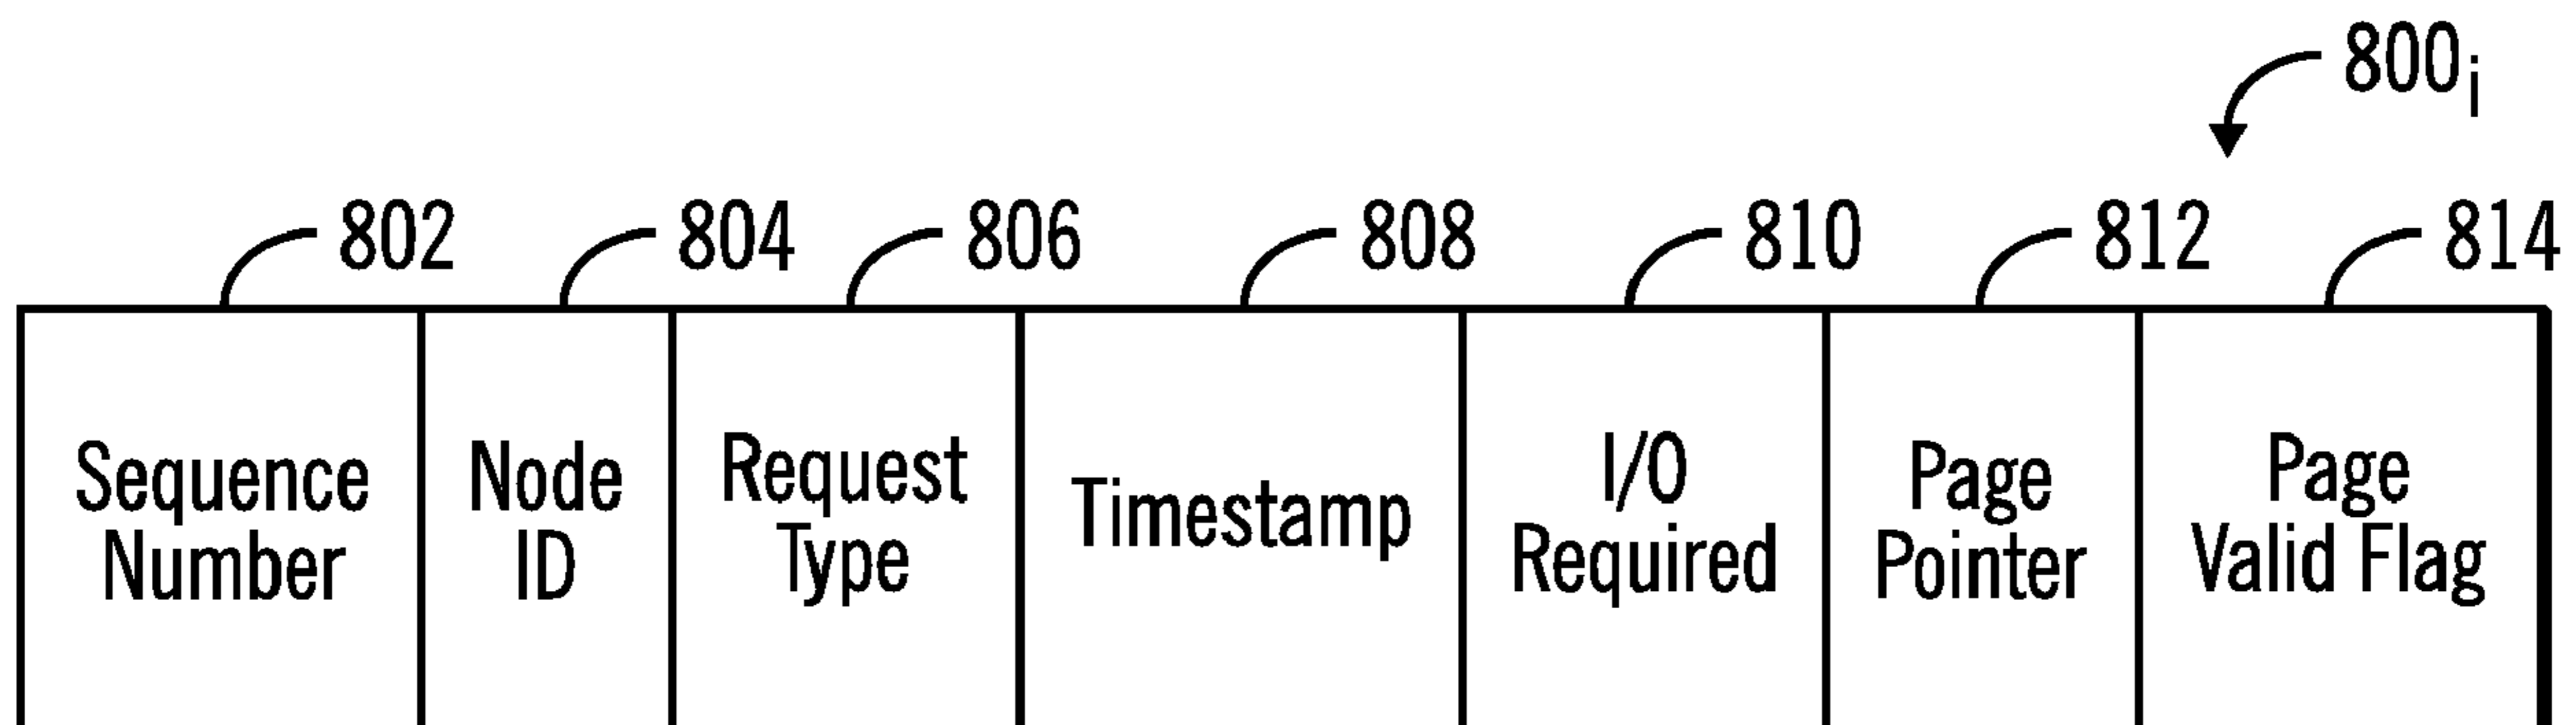 800i
802 804 806 808 810 812 814
Sequence Number
Node ID
Request Type
Timestamp
I/O Required
Page Pointer
Page Valid Flag